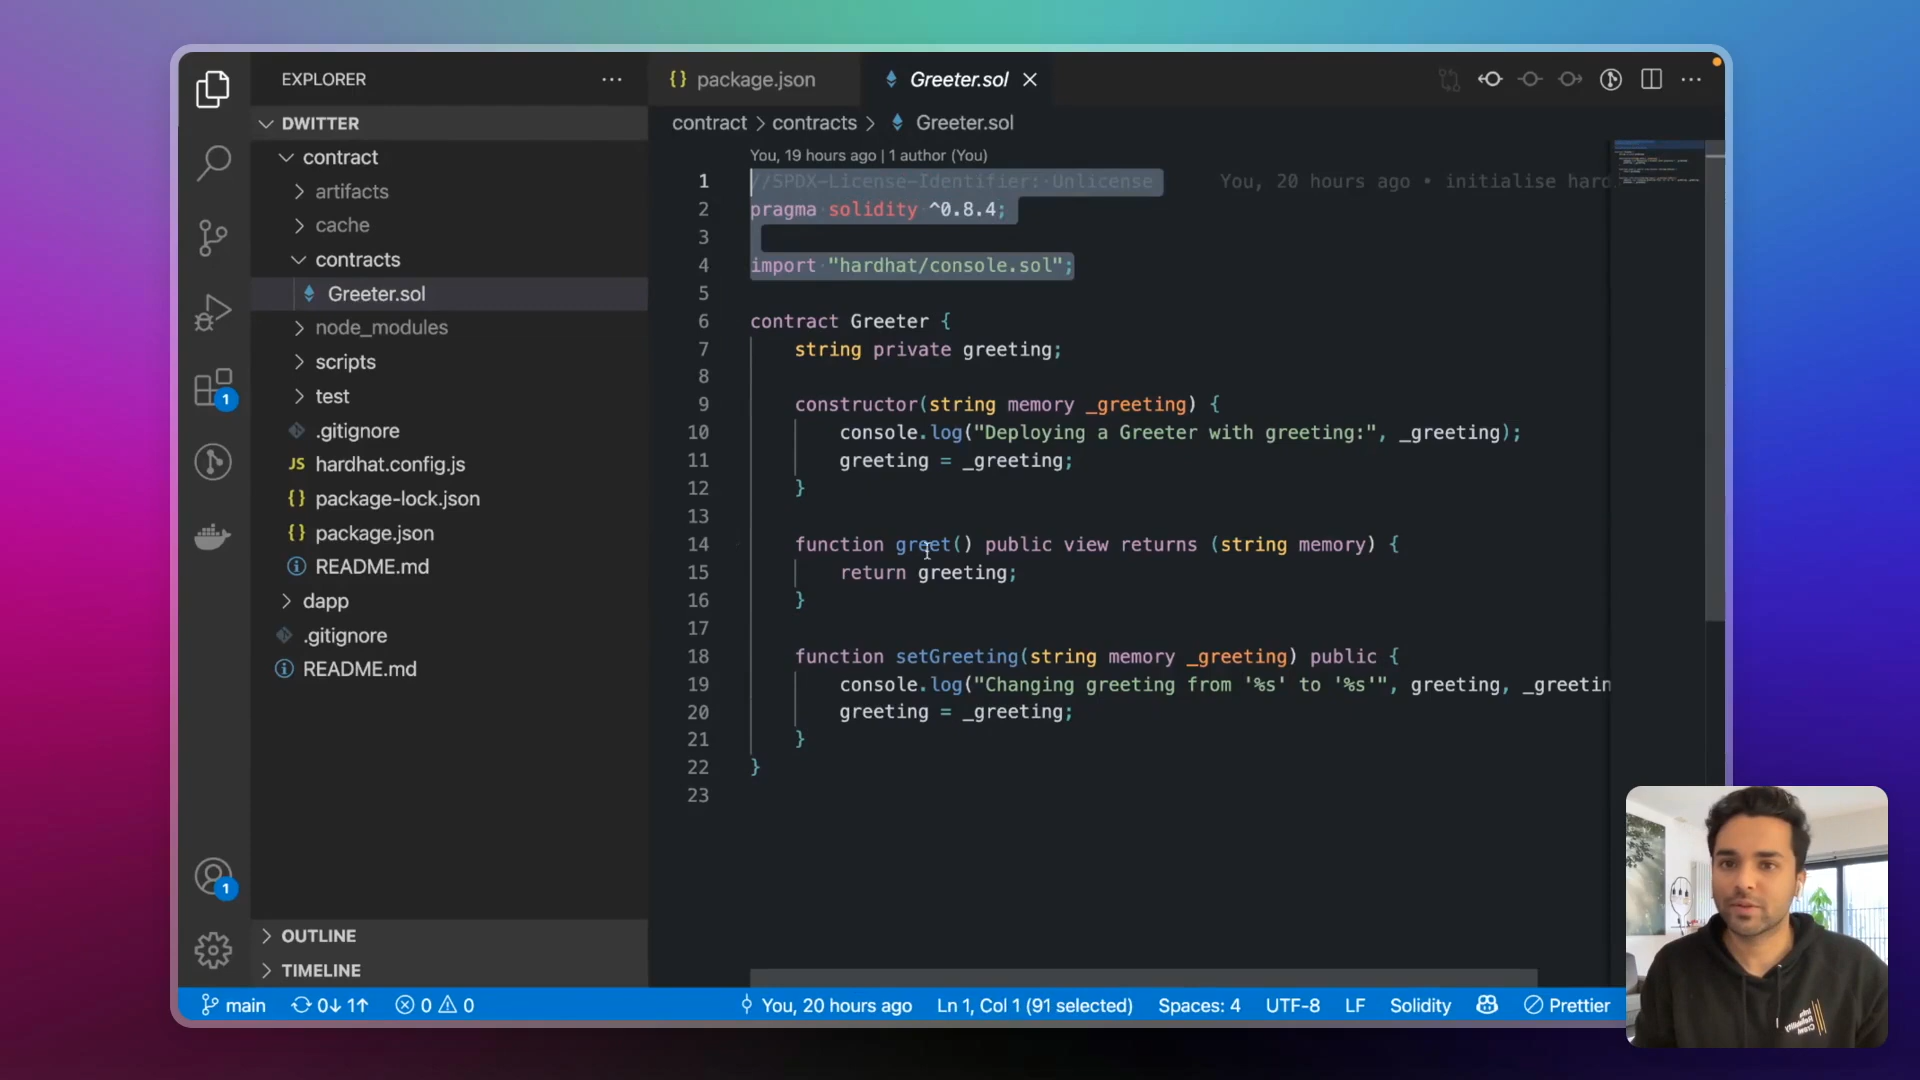 EXPLORER
DWITTER
contract
artifacts
cache
contracts
Greeter.sol
node_modules
scripts
test
.gitignore
JS hardhat.config.js
{} package-lock.json
{} package.json
README.md
dapp
.gitignore
README.md
OUTLINE
TIMELINE
1
1
{} package.json
Greeter.sol
contract > contracts > Greeter.sol
You, 19 hours ago | 1 author (You)
1 //SPDX-License-Identifier: Unlicense You, 20 hours ago • initialise hard
2 pragma solidity ^0.8.4;
3
4 import "hardhat/console.sol";
5
6 contract Greeter {
7 string private greeting;
8
9 constructor(string memory _greeting) {
10 console.log("Deploying a Greeter with greeting:", _greeting);
11 greeting = _greeting;
12 }
13
14 function greet() public view returns (string memory) {
15 return greeting;
16 }
17
18 function setGreeting(string memory _greeting) public {
19 console.log("Changing greeting from '%s' to '%s'", greeting, _greetin
20 greeting = _greeting;
21 }
22 }
23
main 0↓ 1↑ 0 0 You, 20 hours ago Ln 1, Col 1 (91 selected) Spaces: 4 UTF-8 LF Solidity Prettier